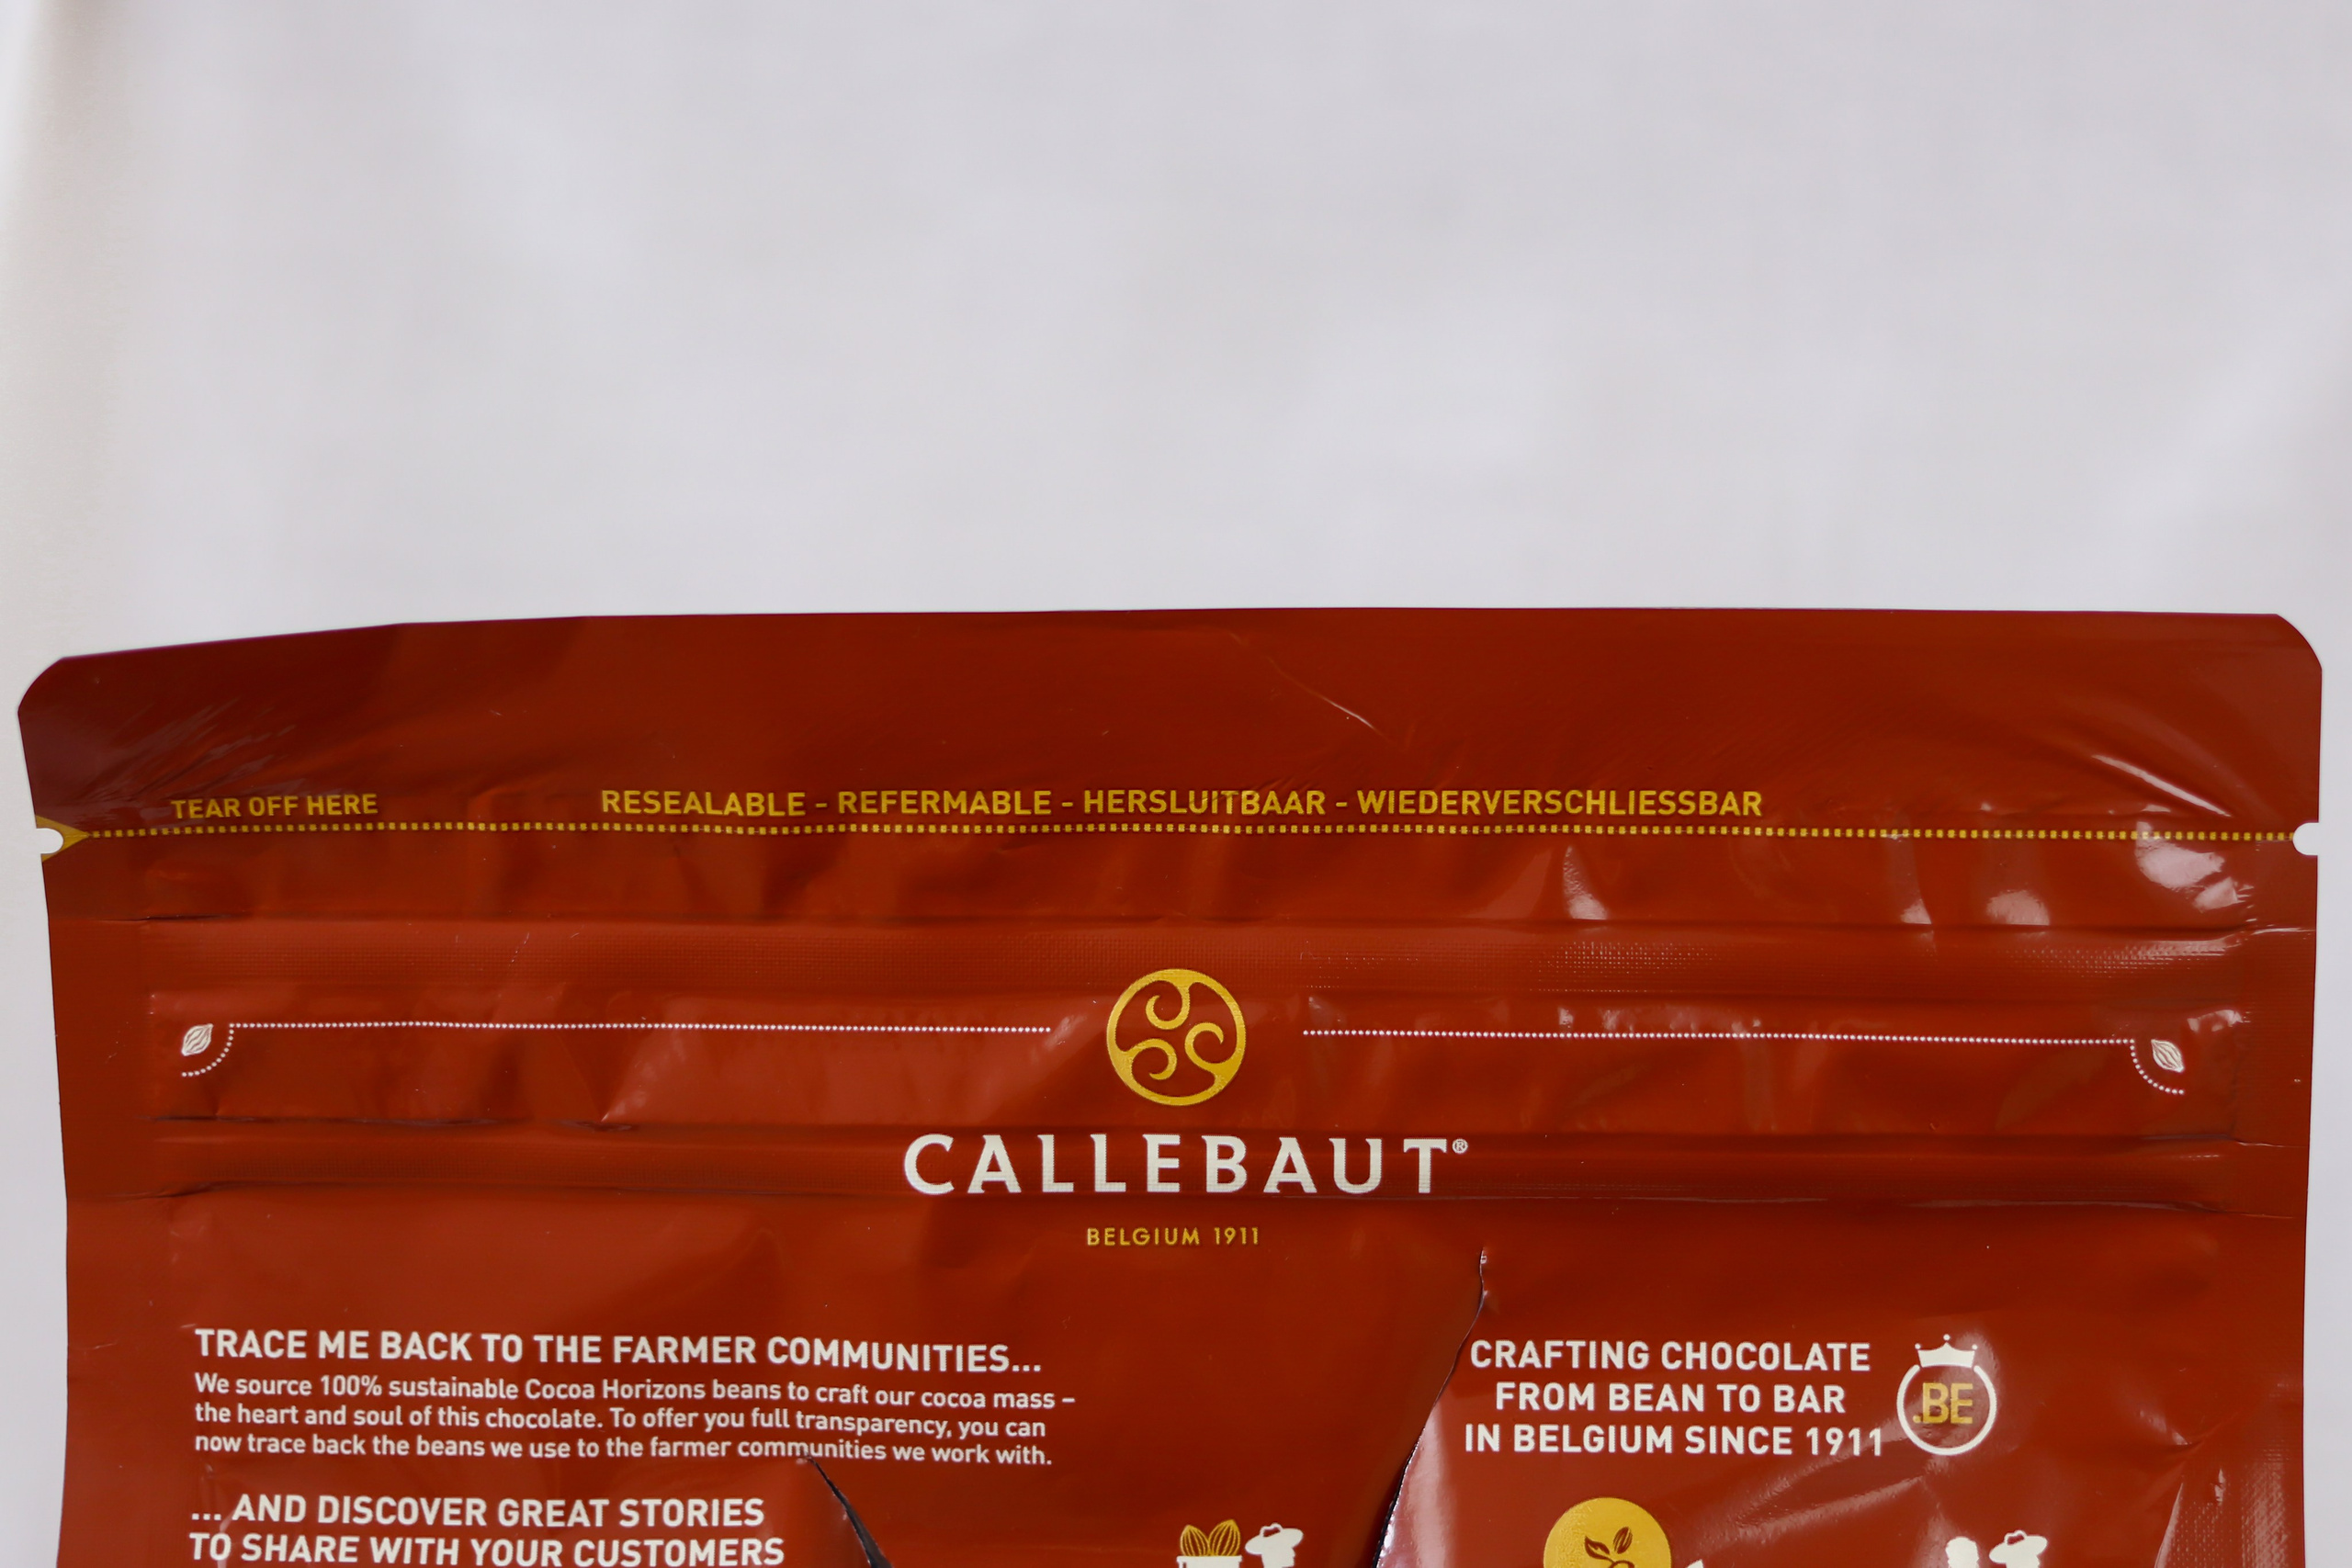 TEAR OFF HERE
RESEALABLE - REFERMABLE - HERSLUITBAAR - WIEDERVERSCHLIESSBAR
CALLEBAUT®
BELGIUM 1911
TRACE ME BACK TO THE FARMER COMMUNITIES...
We source 100% sustainable Cocoa Horizons beans to craft our cocoa mass –
the heart and soul of this chocolate. To offer you full transparency, you can
now trace back the beans we use to the farmer communities we work with.
... AND DISCOVER GREAT STORIES
TO SHARE WITH YOUR CUSTOMERS
CRAFTING CHOCOLATE
FROM BEAN TO BAR
IN BELGIUM SINCE 1911
.BE